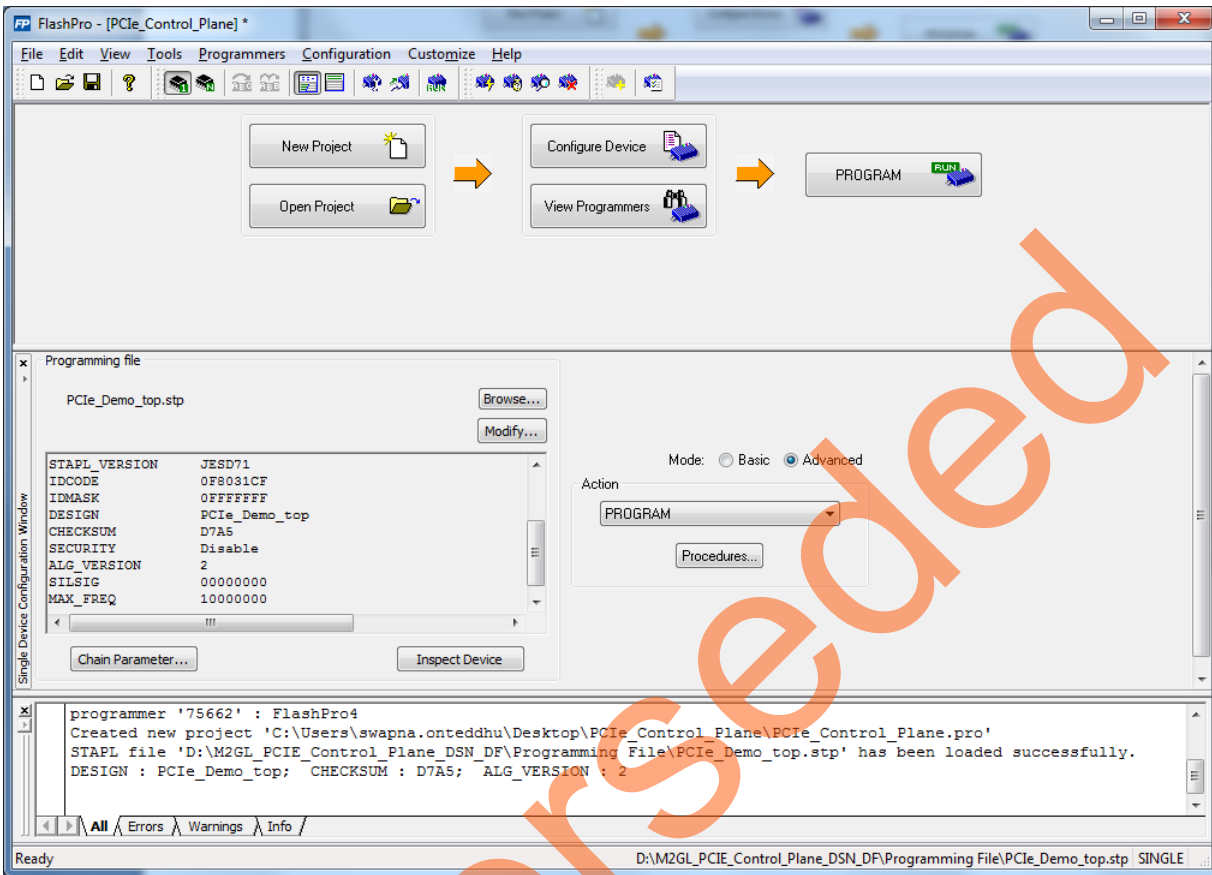 FP FlashPro - [PCIe_Control_Plane] *
File Edit View Tools Programmers Configuration Customize Help
New Project
Open Project
Configure Device
View Programmers
PROGRAM
RUN
Programming file
PCIe_Demo_top.stp
Browse...
Modify...
STAPL_VERSION JESD71
IDCODE 0F8031CF
IDMASK 0FFFFFFF
DESIGN PCIe_Demo_top
CHECKSUM D7A5
SECURITY Disable
ALG_VERSION 2
SILSIG 00000000
MAX_FREQ 10000000
Chain Parameter...
Inspect Device
Mode: Basic Advanced
Action
PROGRAM
Procedures...
Single Device Configuration Window
programmer '75662' : FlashPro4
Created new project 'C:\Users\swapna.onteddhu\Desktop\PCIe_Control_Plane\PCIe_Control_Plane.pro'
STAPL file 'D:\M2GL_PCIE_Control_Plane_DSN_DF\Programming File\PCIe_Demo_top.stp' has been loaded successfully.
DESIGN : PCIe_Demo_top; CHECKSUM : D7A5; ALG_VERSION : 2
All Errors Warnings Info
Ready
D:\M2GL_PCIE_Control_Plane_DSN_DF\Programming File\PCIe_Demo_top.stp SINGLE
erseded